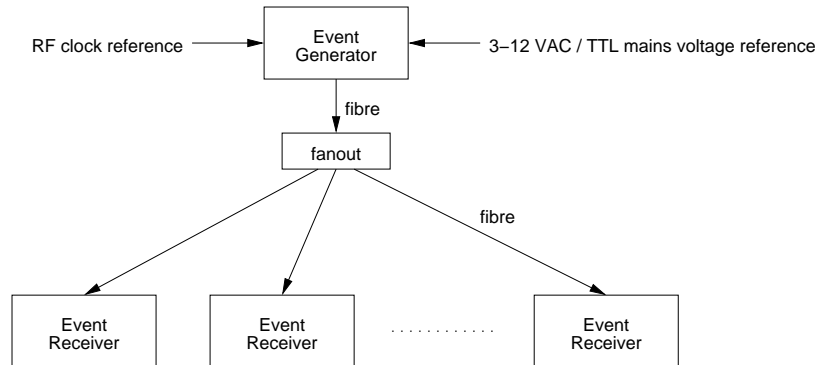 RF clock reference
Event
Generator
3–12 VAC / TTL mains voltage reference
fibre
fanout
fibre
Event
Receiver
Event
Receiver
. . . . . . . . . . . .
Event
Receiver